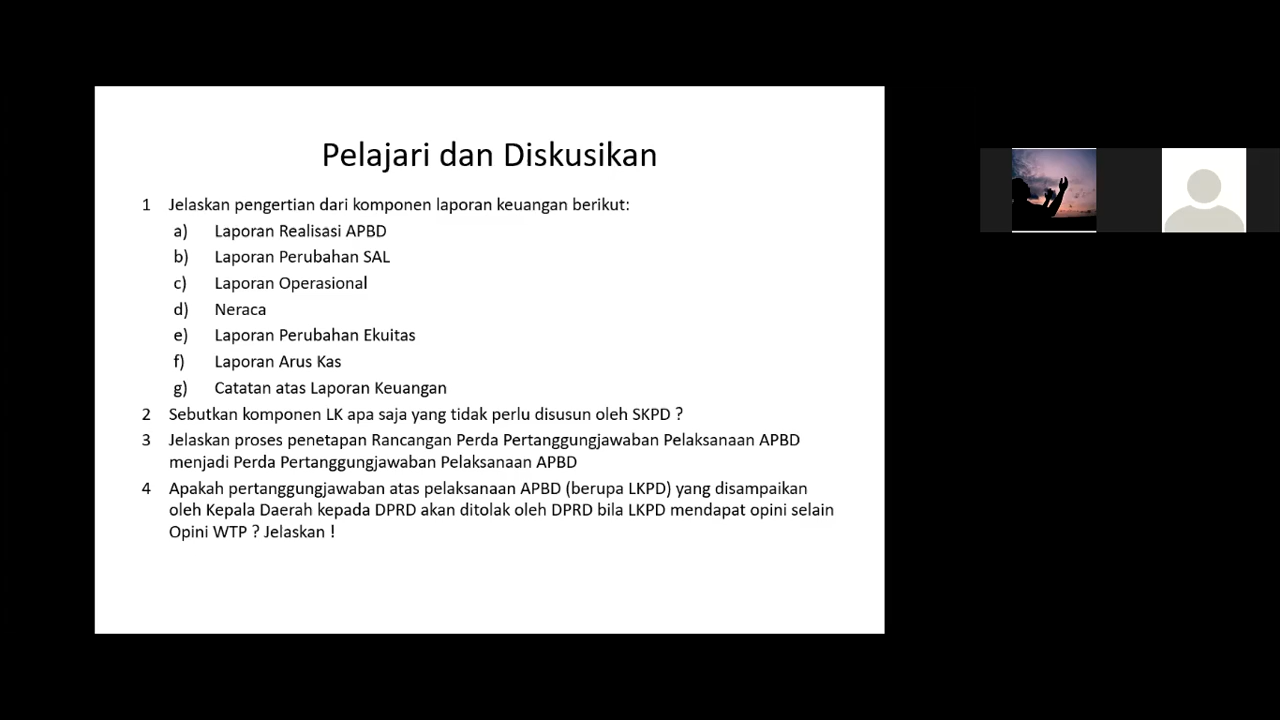 Pelajari dan Diskusikan
1 Jelaskan pengertian dari komponen laporan keuangan berikut:
a) Laporan Realisasi APBD
b) Laporan Perubahan SAL
c) Laporan Operasional
d) Neraca
e) Laporan Perubahan Ekuitas
f) Laporan Arus Kas
g) Catatan atas Laporan Keuangan
2 Sebutkan komponen LK apa saja yang tidak perlu disusun oleh SKPD ?
3 Jelaskan proses penetapan Rancangan Perda Pertanggungjawaban Pelaksanaan APBD
menjadi Perda Pertanggungjawaban Pelaksanaan APBD
4 Apakah pertanggungjawaban atas pelaksanaan APBD (berupa LKPD) yang disampaikan
oleh Kepala Daerah kepada DPRD akan ditolak oleh DPRD bila LKPD mendapat opini selain
Opini WTP ? Jelaskan !